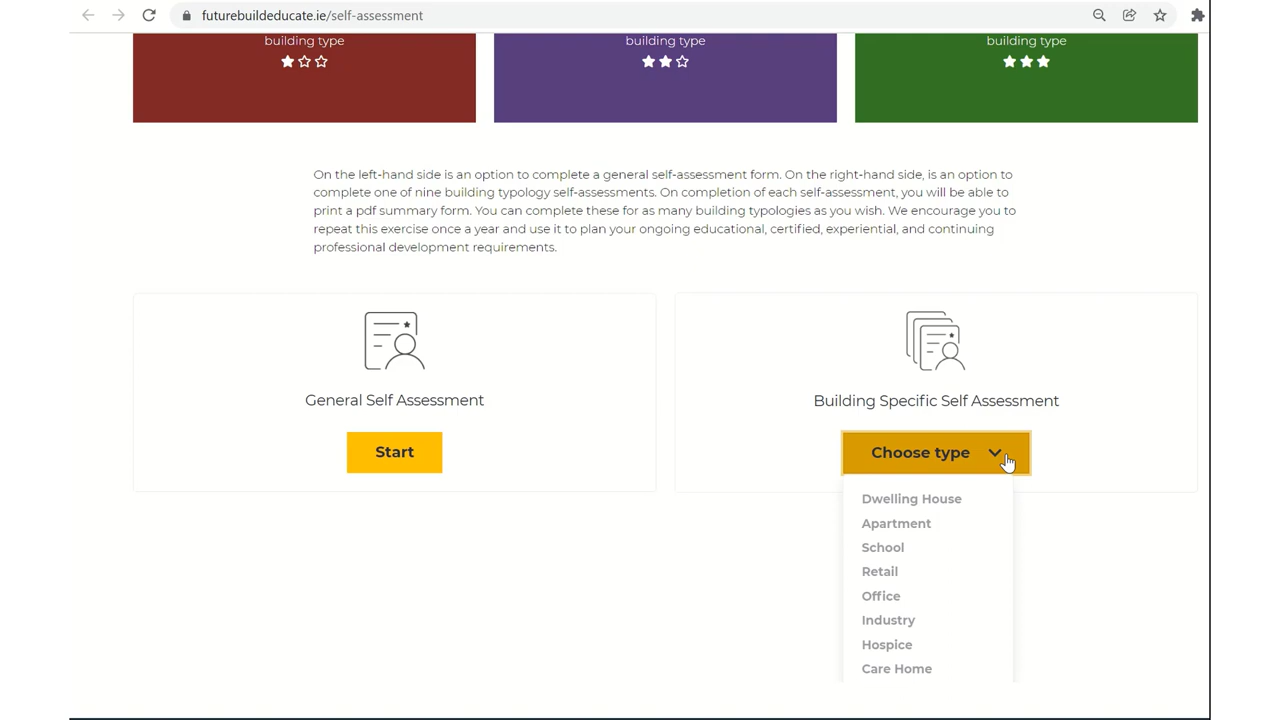 futurebuildeducate.ie/self-assessment
building type
building type
building type
On the left-hand side is an option to complete a general self-assessment form. On the right-hand side, is an option to
complete one of nine building typology self-assessments. On completion of each self-assessment, you will be able to
print a pdf summary form. You can complete these for as many building typologies as you wish. We encourage you to
repeat this exercise once a year and use it to plan your ongoing educational, certified, experiential, and continuing
professional development requirements.
General Self Assessment
Start
Building Specific Self Assessment
Choose type
Dwelling House
Apartment
School
Retail
Office
Industry
Hospice
Care Home